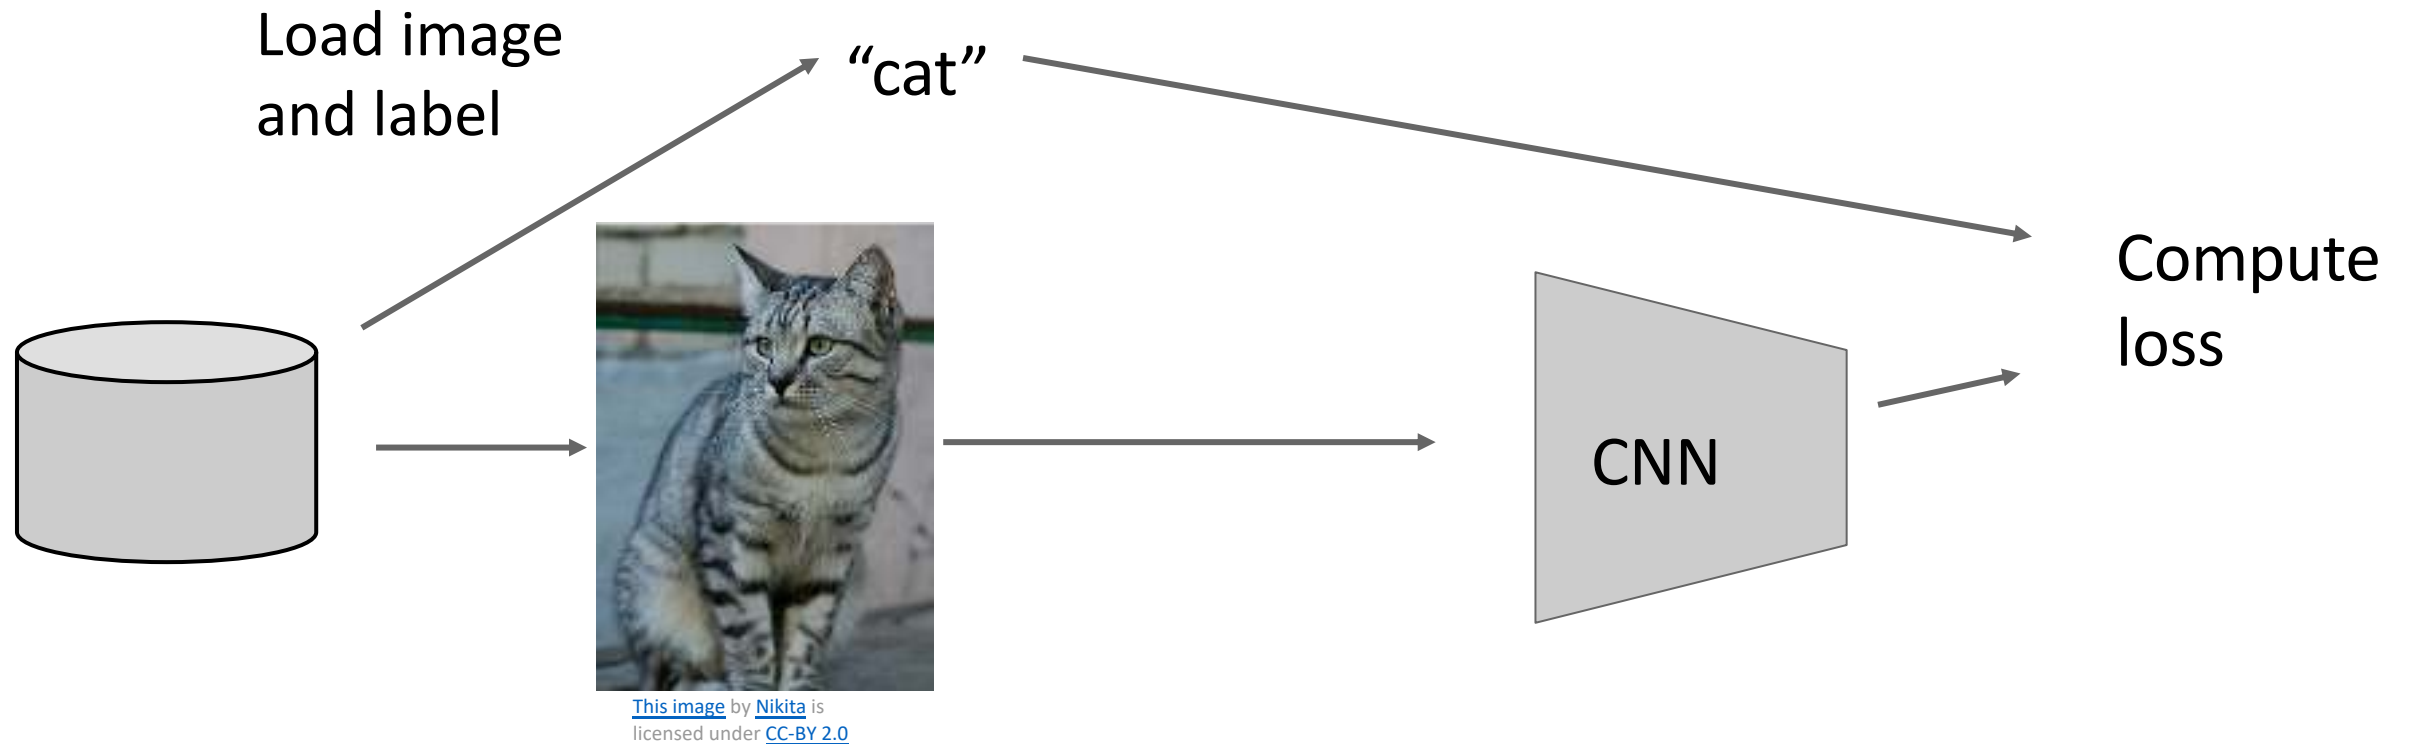 Load image
and label
“cat”
Compute
loss
CNN
This image by Nikita is
licensed under CC-BY 2.0